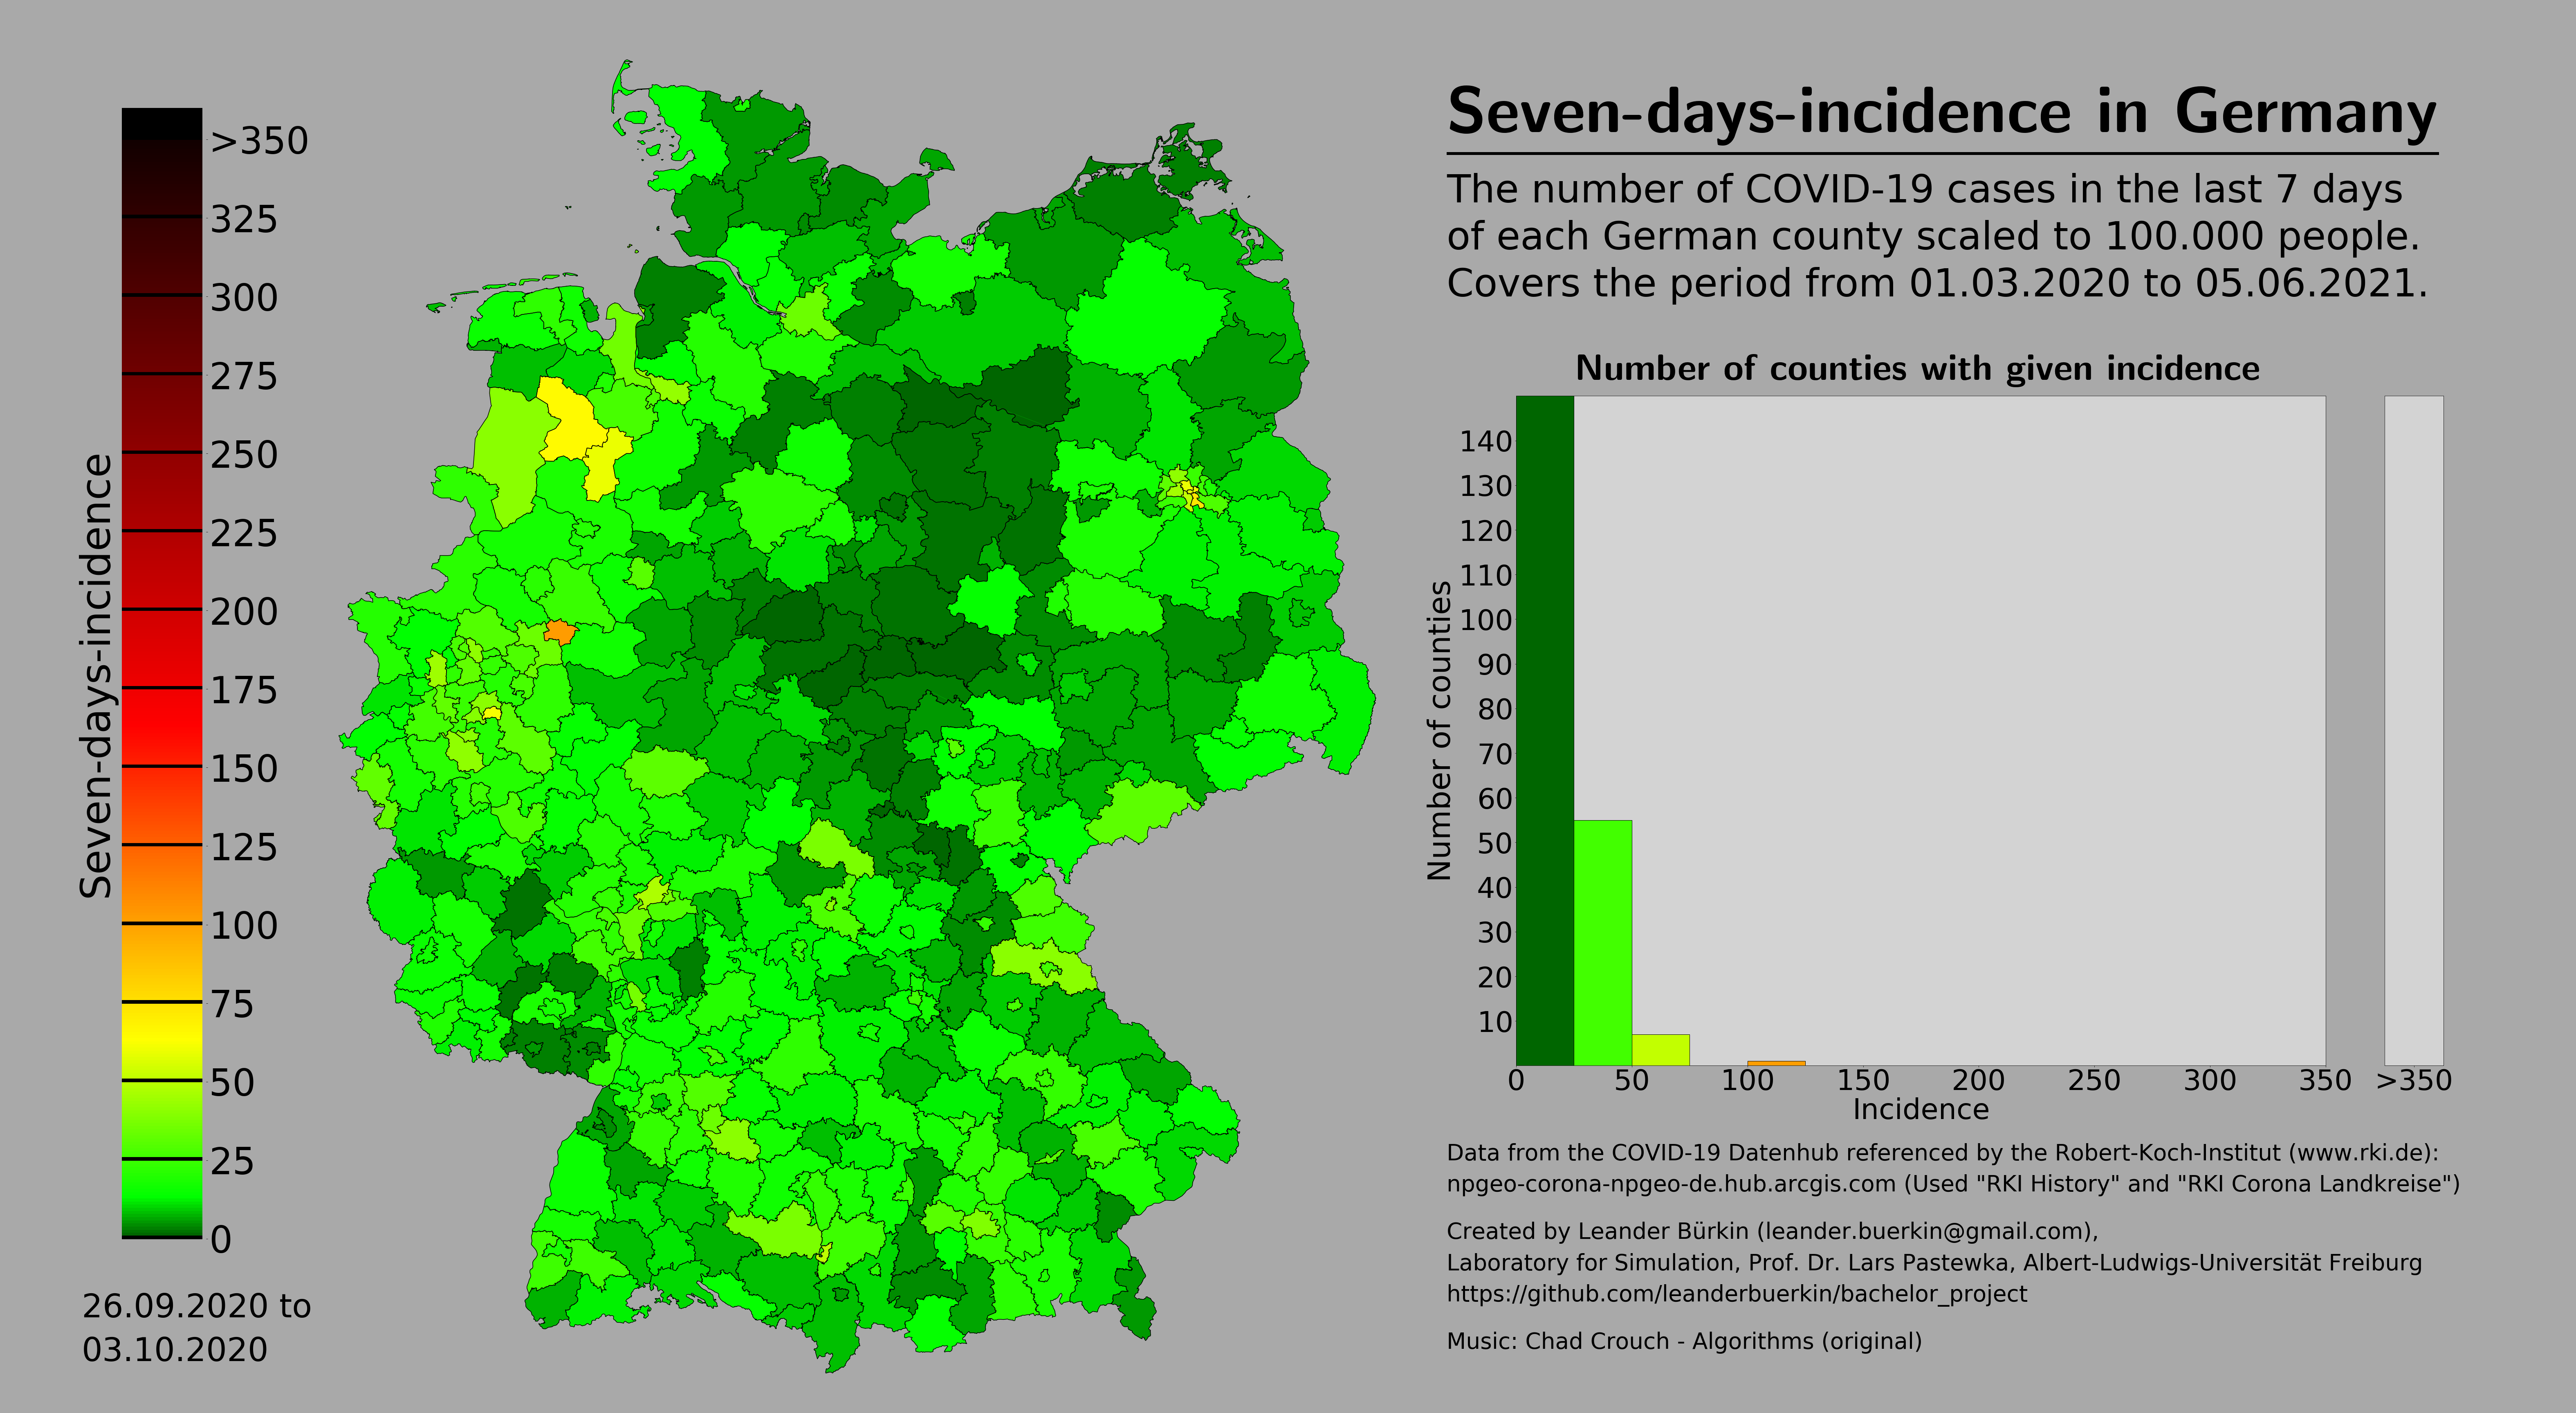 Seven-days-incidence in Germany
The number of COVID-19 cases in the last 7 days
of each German county scaled to 100.000 people.
Covers the period from 01.03.2020 to 05.06.2021.
>350
325
300
275
250
225
200
175
150
125
100
75
50
25
0
Seven-days-incidence
26.09.2020 to
03.10.2020
Number of counties with given incidence
140
130
120
110
100
90
80
70
60
50
40
30
20
10
Number of counties
0 50 100 150 200 250 300 350 >350
Incidence
Data from the COVID-19 Datenhub referenced by the Robert-Koch-Institut (www.rki.de):
npgeo-corona-npgeo-de.hub.arcgis.com (Used "RKI History" and "RKI Corona Landkreise")
Created by Leander Bürkin (leander.buerkin@gmail.com),
Laboratory for Simulation, Prof. Dr. Lars Pastewka, Albert-Ludwigs-Universität Freiburg
https://github.com/leanderbuerkin/bachelor_project
Music: Chad Crouch - Algorithms (original)